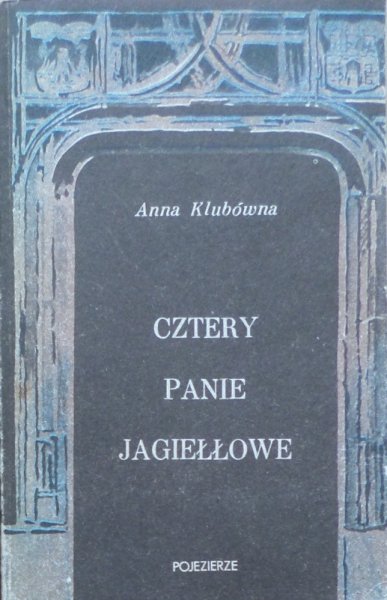 Anna Klubówna
CZTERY
PANIE
JAGIEŁŁOWE
POJEZIERZE